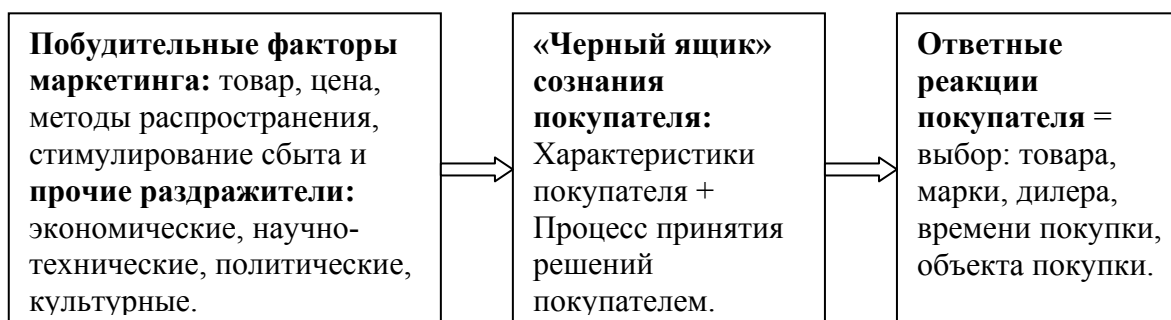 Побудительные факторы
маркетинга: товар, цена,
методы распространения,
стимулирование сбыта и
прочие раздражители:
экономические, научно-
технические, политические,
культурные.
«Черный ящик»
сознания
покупателя:
Характеристики
покупателя +
Процесс принятия
решений
покупателем.
Ответные
реакции
покупателя =
выбор: товара,
марки, дилера,
времени покупки,
объекта покупки.